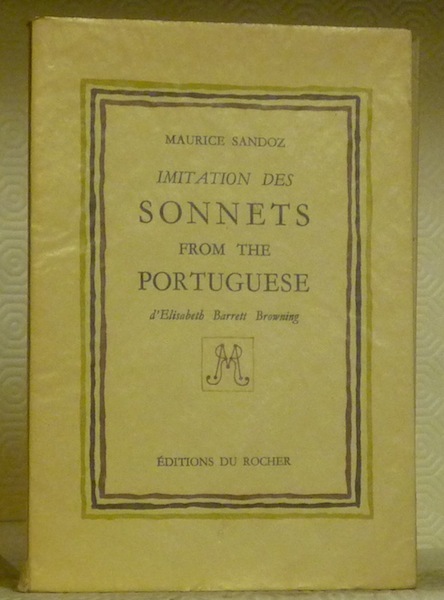 MAURICE SANDOZ
IMITATION DES
SONNETS
FROM THE
PORTUGUESE
d'Elisabeth Barrett Browning
ÉDITIONS DU ROCHER